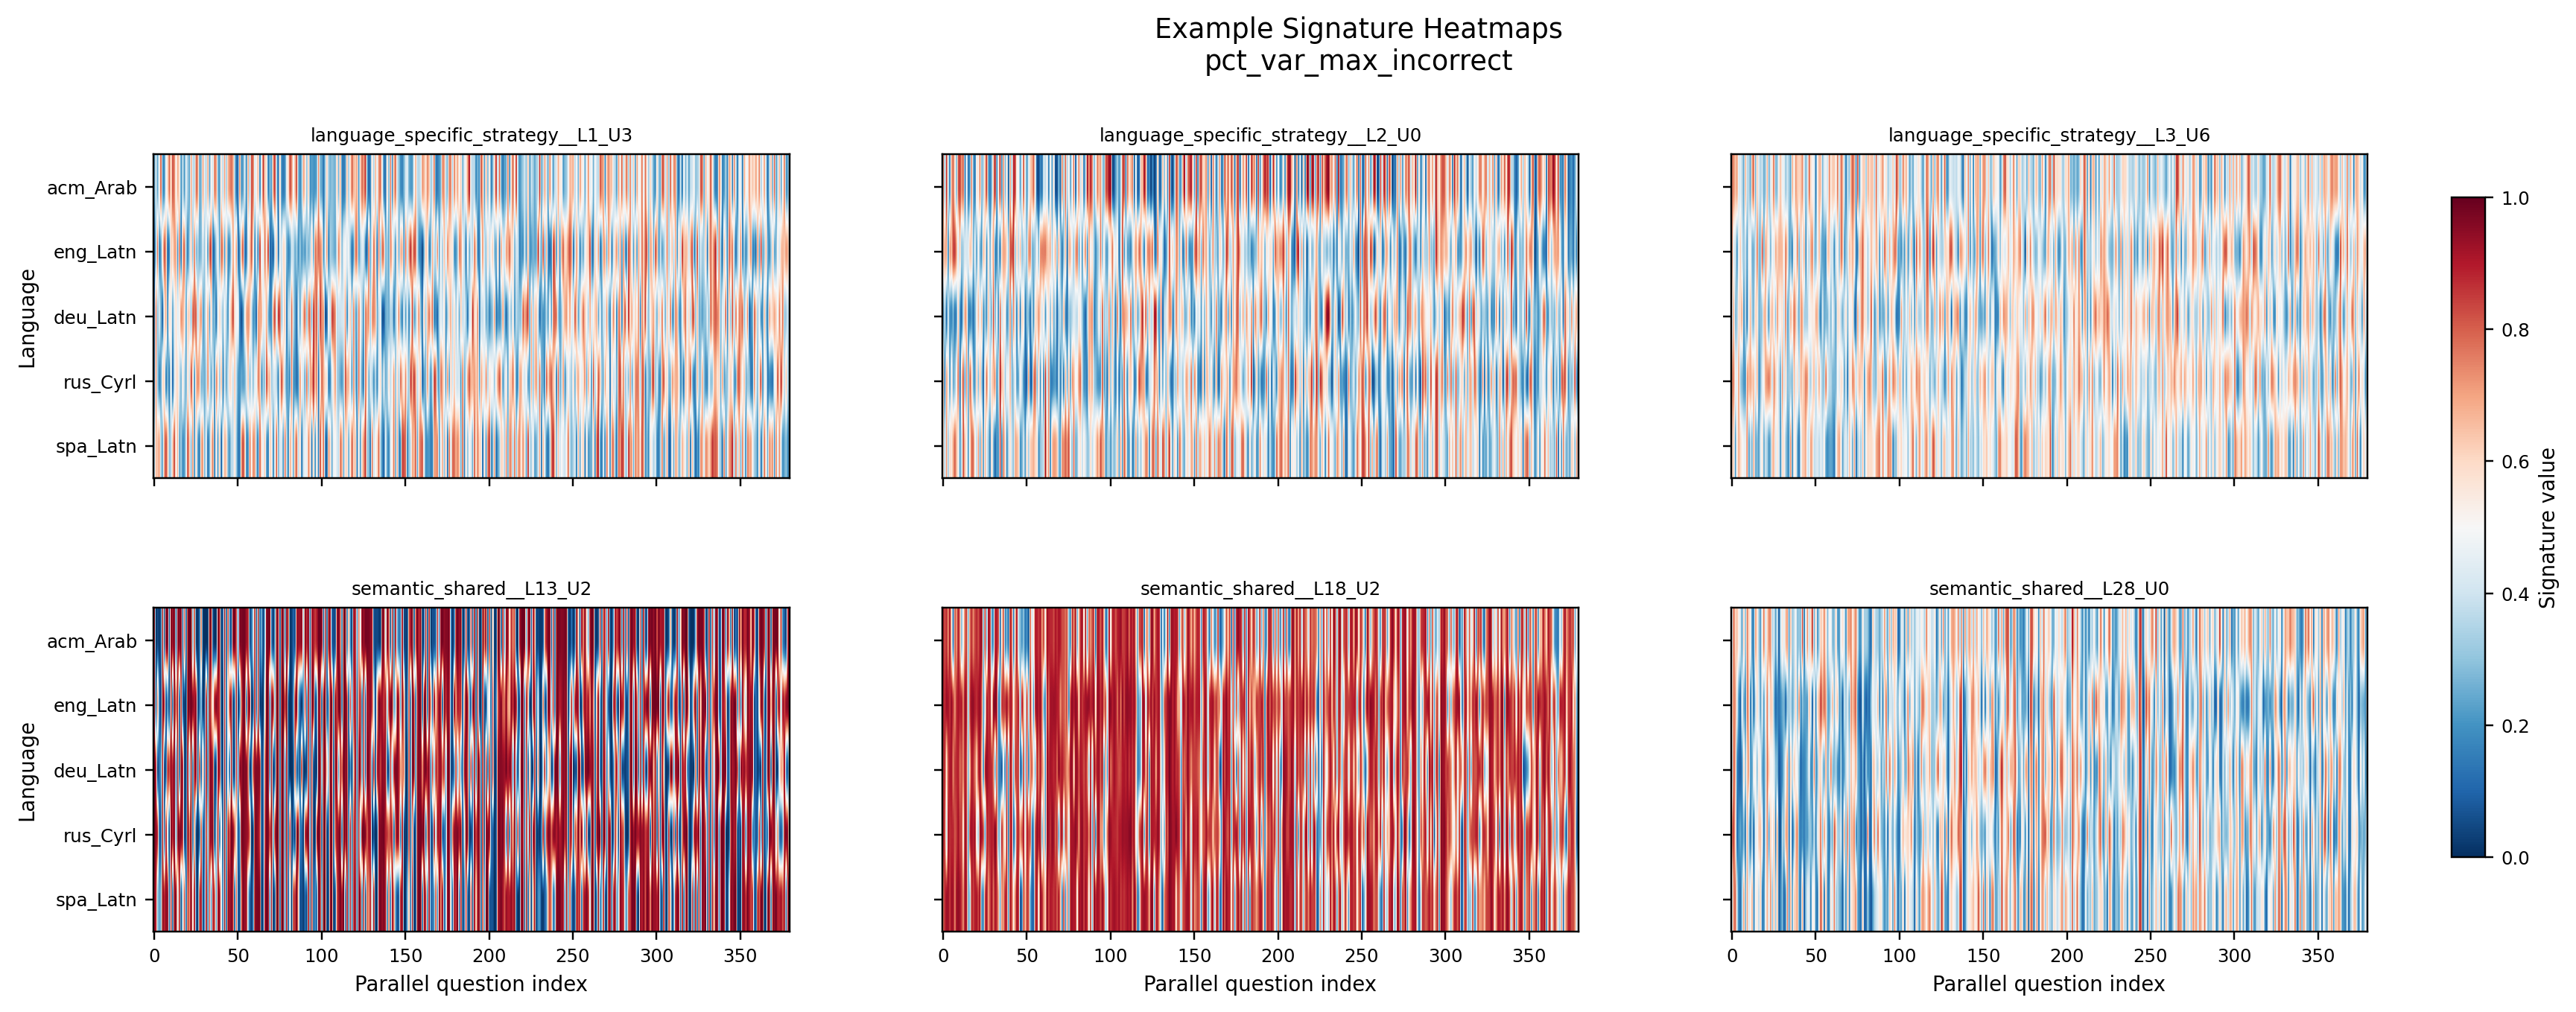 Example Signature Heatmaps
pct_var_max_incorrect
language_specific_strategy__L1_U3
language_specific_strategy__L2_U0
language_specific_strategy__L3_U6
Language
acm_Arab
eng_Latn
deu_Latn
rus_Cyrl
spa_Latn
semantic_shared__L13_U2
semantic_shared__L18_U2
semantic_shared__L28_U0
Language
acm_Arab
eng_Latn
deu_Latn
rus_Cyrl
spa_Latn
0 50 100 150 200 250 300 350
Parallel question index
0 50 100 150 200 250 300 350
Parallel question index
0 50 100 150 200 250 300 350
Parallel question index
1.0
0.8
0.6
0.4
0.2
0.0
Signature value